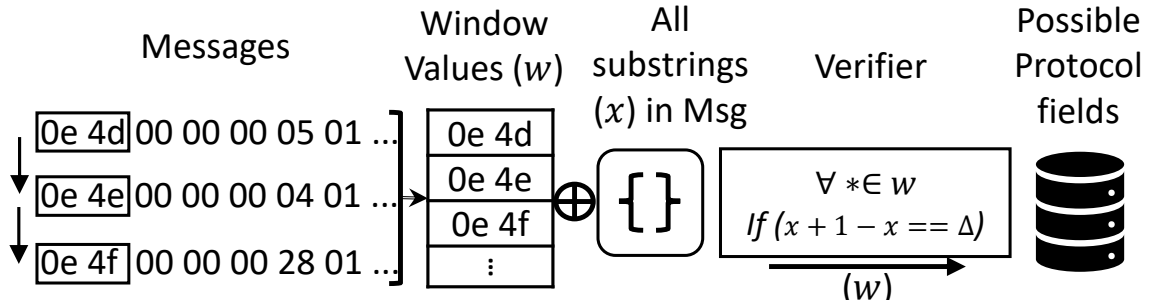 Messages
0e 4d 00 00 00 05 01 ...
0e 4e 00 00 00 04 01 ...
0e 4f 00 00 00 28 01 ...
Window
Values (w)
0e 4d
0e 4e
0e 4f
⋮
⊕
All
substrings
(x) in Msg
{ }
Verifier
∀ *∈ w
If (x + 1 − x == Δ)
(w)
Possible
Protocol
fields